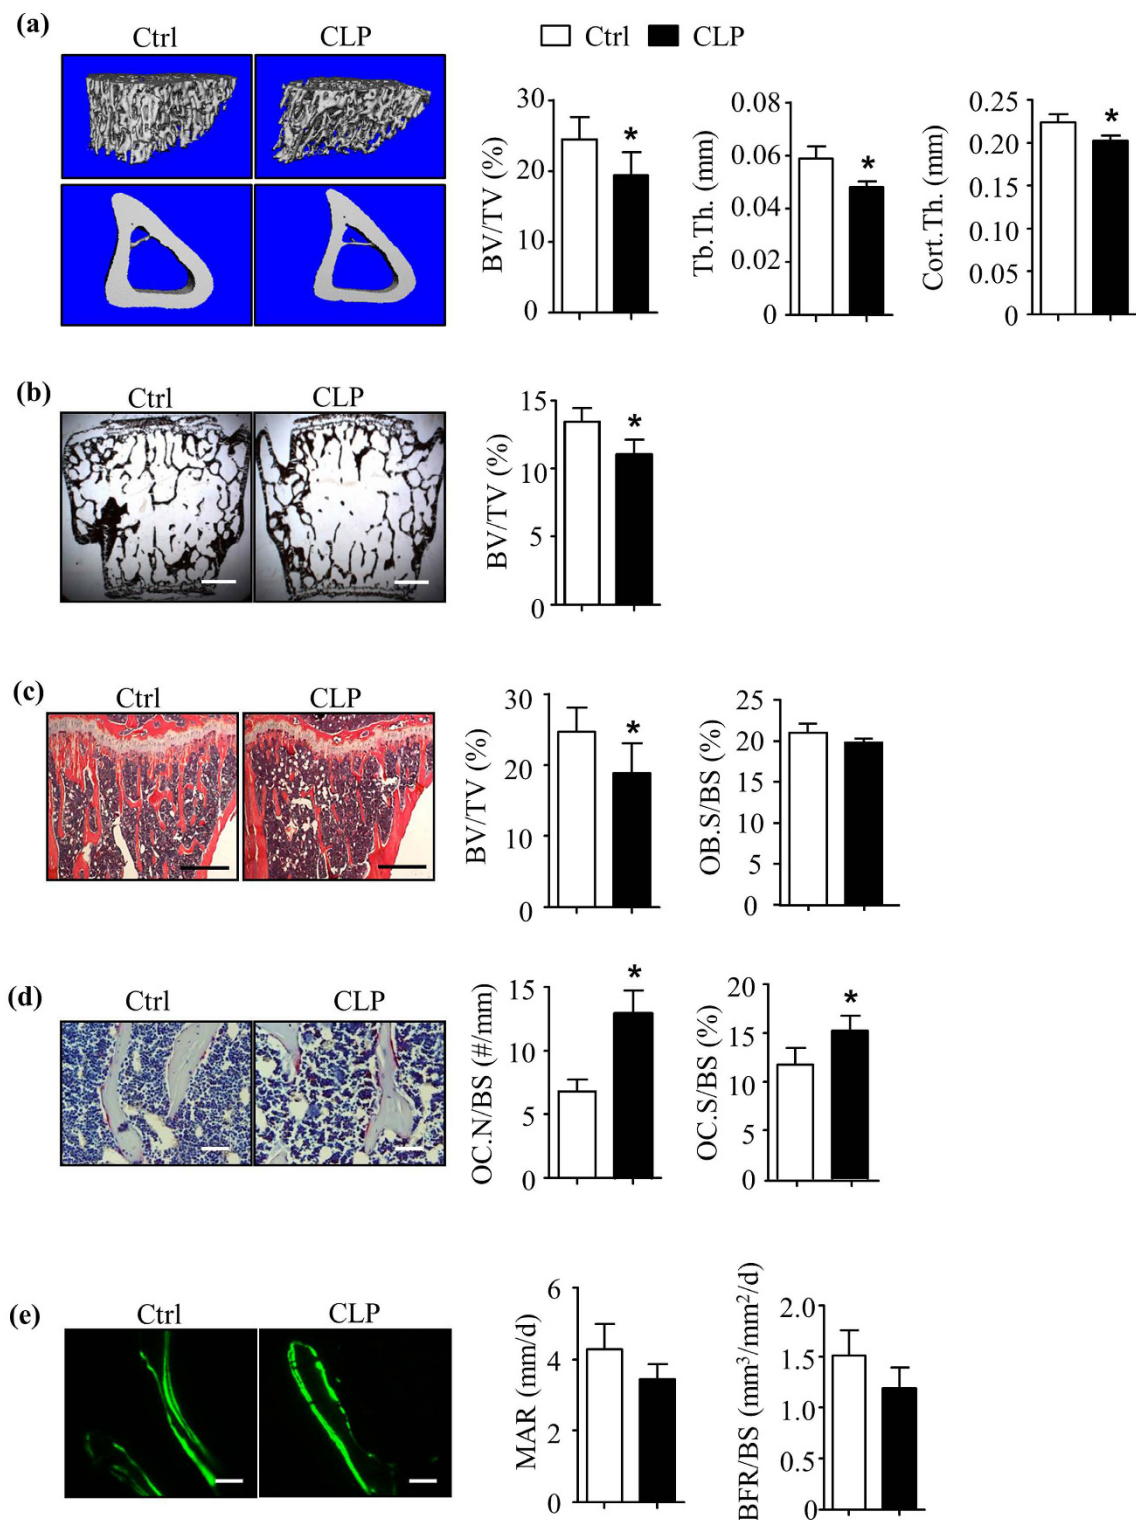 (a)
Ctrl CLP
Ctrl CLP
BV/TV (%)
30
20
10
0
*
Tb.Th. (mm)
0.08
0.06
0.04
0.02
0
*
Cort.Th. (mm)
0.25
0.20
0.15
0.10
0.05
0
*
(b)
Ctrl CLP
BV/TV (%)
15
10
5
0
*
(c)
Ctrl CLP
BV/TV (%)
30
20
10
0
*
OB.S/BS (%)
25
20
15
10
5
0
(d)
Ctrl CLP
OC.N/BS (#/mm)
15
10
5
0
*
OC.S/BS (%)
20
15
10
5
0
*
(e)
Ctrl CLP
MAR (mm/d)
6
4
2
0
BFR/BS (mm³/mm²/d)
2.0
1.5
1.0
0.5
0